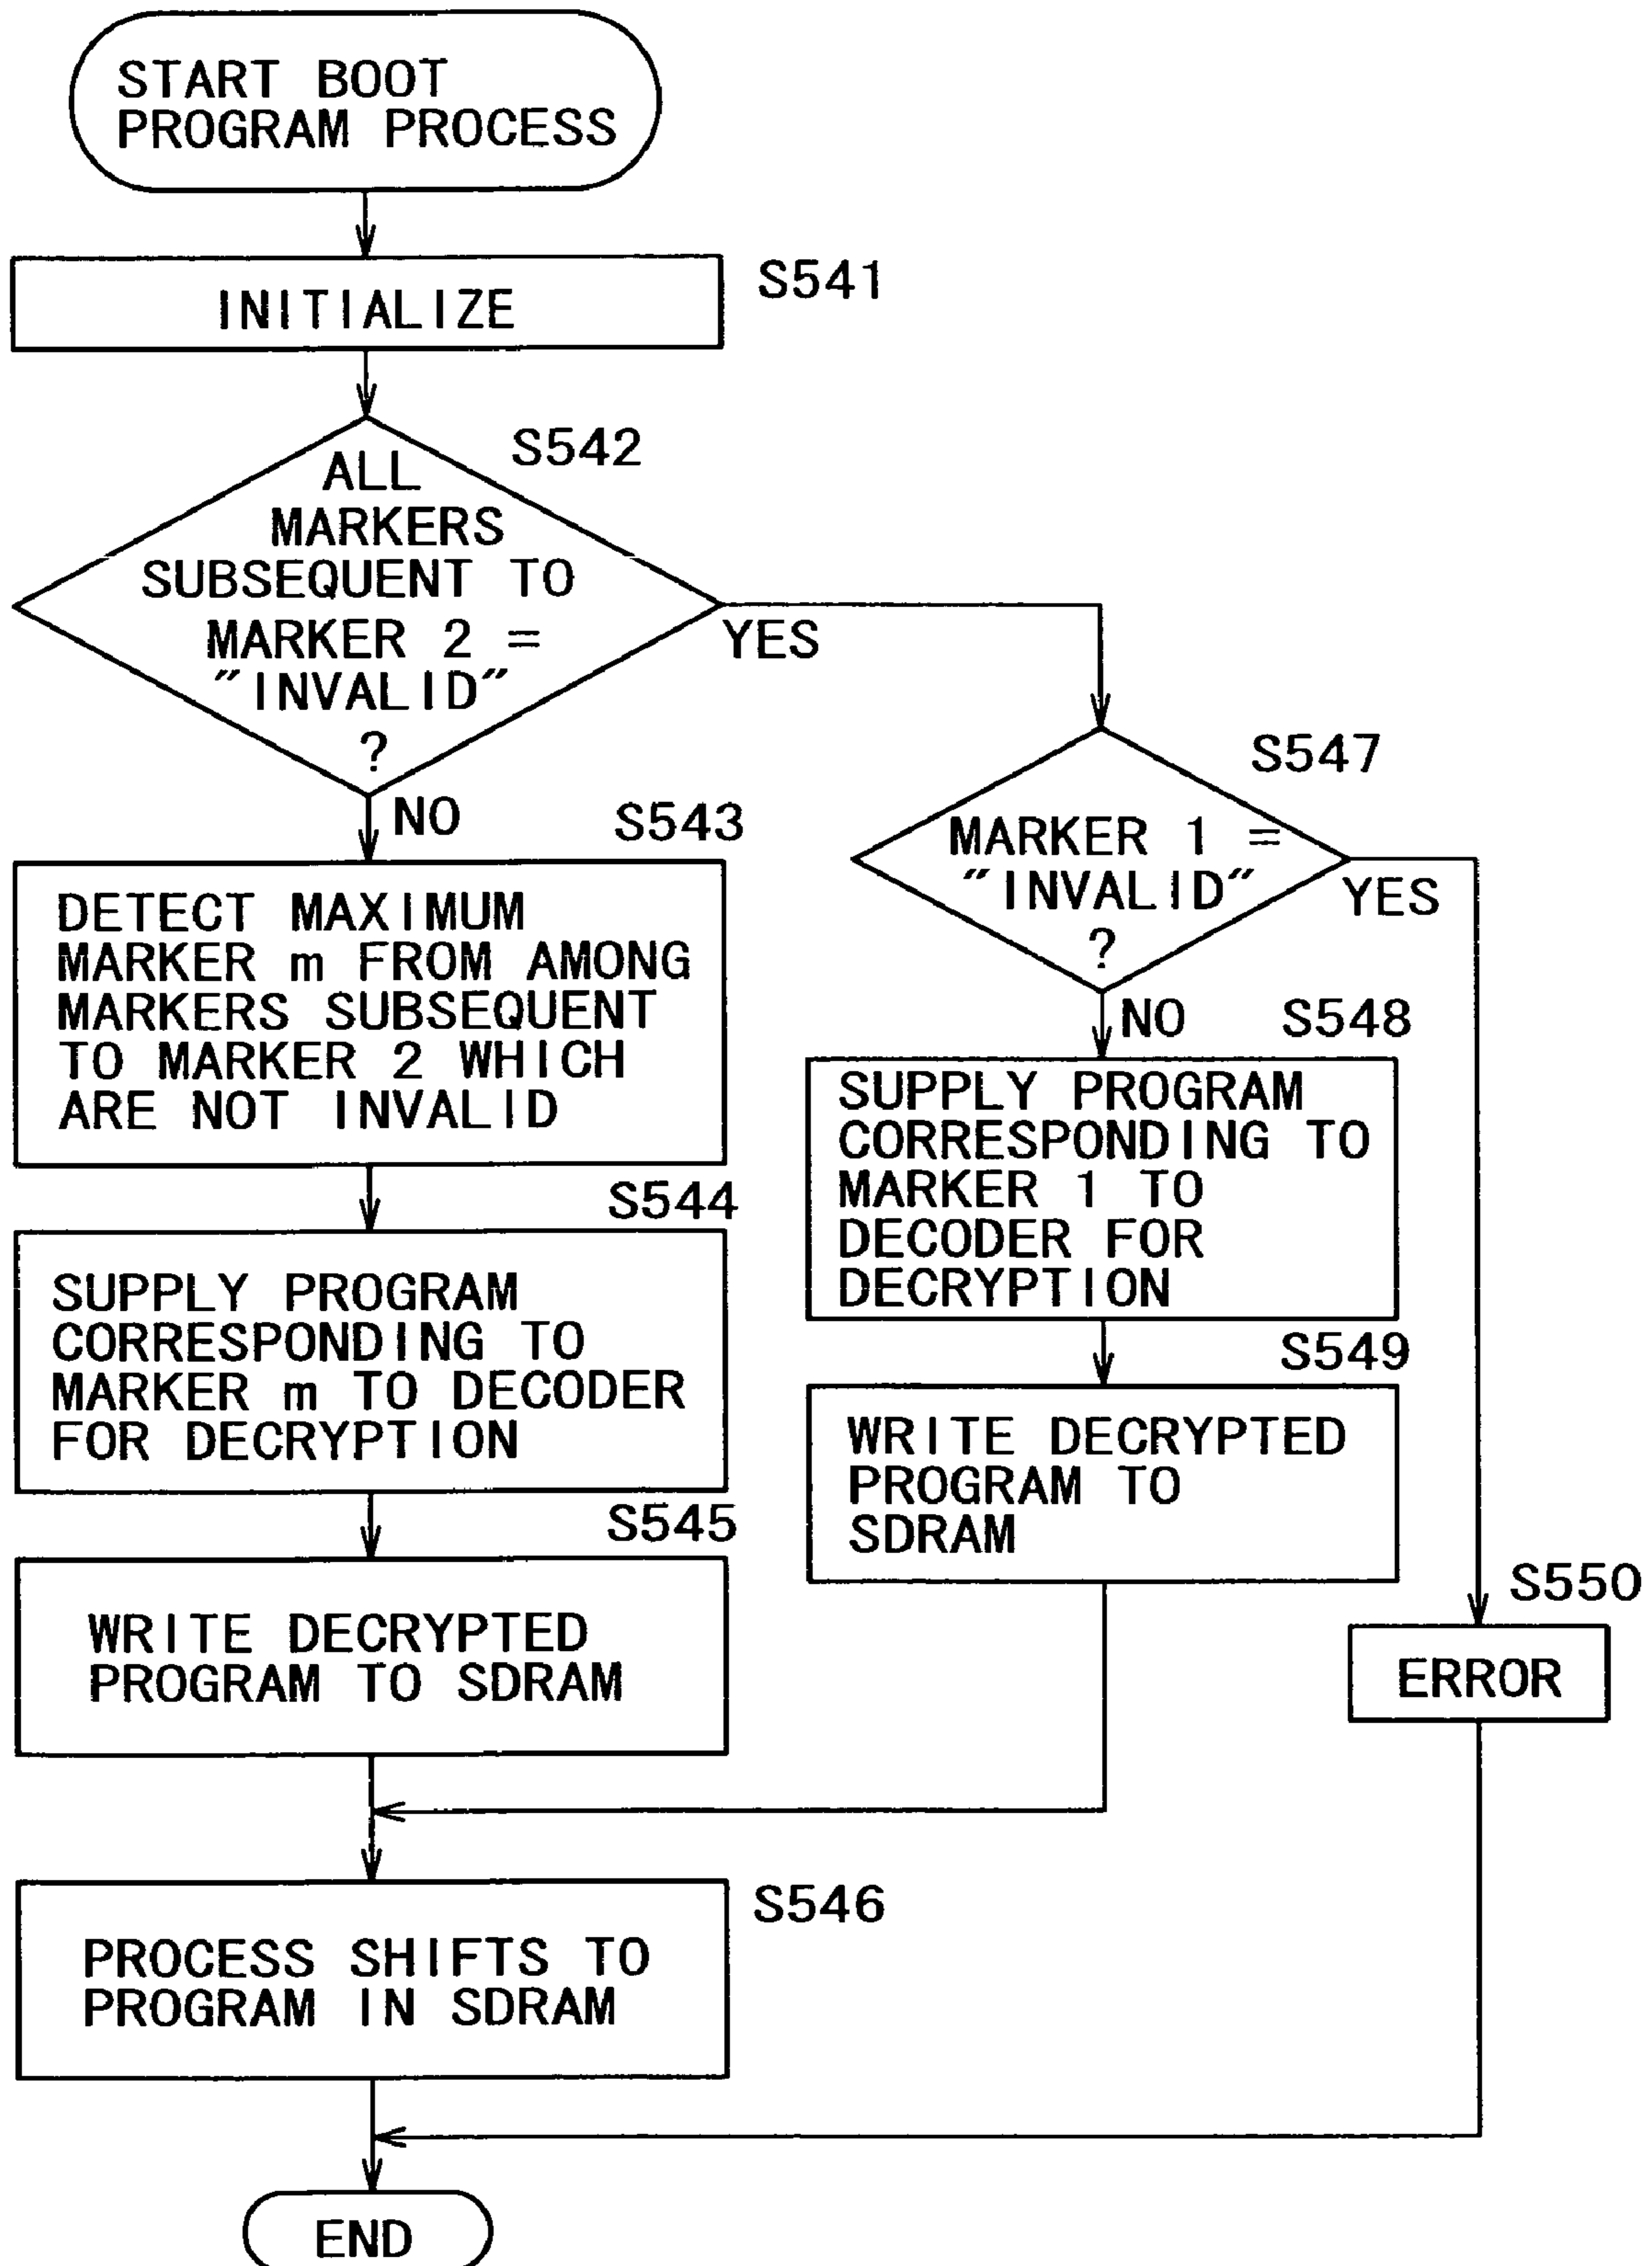 START BOOT
PROGRAM PROCESS
INITIALIZE
S541
S542
ALL
MARKERS
SUBSEQUENT TO
MARKER 2 =
"INVALID"
?
YES
NO
S543
DETECT MAXIMUM
MARKER m FROM AMONG
MARKERS SUBSEQUENT
TO MARKER 2 WHICH
ARE NOT INVALID
S544
SUPPLY PROGRAM
CORRESPONDING TO
MARKER m TO DECODER
FOR DECRYPTION
S545
WRITE DECRYPTED
PROGRAM TO SDRAM
S547
MARKER 1 =
"INVALID"
?
YES
NO
S548
SUPPLY PROGRAM
CORRESPONDING TO
MARKER 1 TO
DECODER FOR
DECRYPTION
S549
WRITE DECRYPTED
PROGRAM TO
SDRAM
S550
ERROR
S546
PROCESS SHIFTS TO
PROGRAM IN SDRAM
END